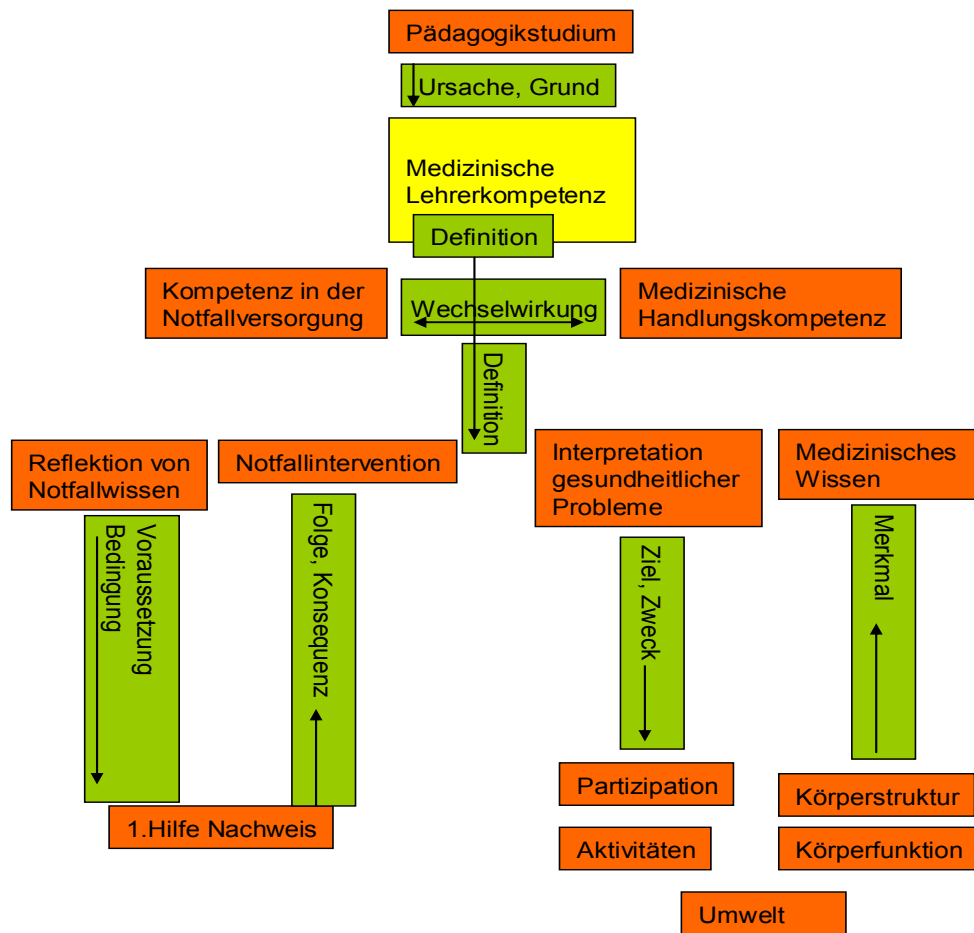 Pädagogikstudium
Ursache, Grund
Medizinische
Lehrerkompetenz
Definition
Kompetenz in der
Notfallversorgung
Wechselwirkung
Medizinische
Handlungskompetenz
Definition
Reflektion von
Notfallwissen
Notfallintervention
Interpretation
gesundheitlicher
Probleme
Medizinisches
Wissen
Voraussetzung
Bedingung
Folge, Konsequenz
Ziel, Zweck
Merkmal
1.Hilfe Nachweis
Partizipation
Körperstruktur
Aktivitäten
Körperfunktion
Umwelt